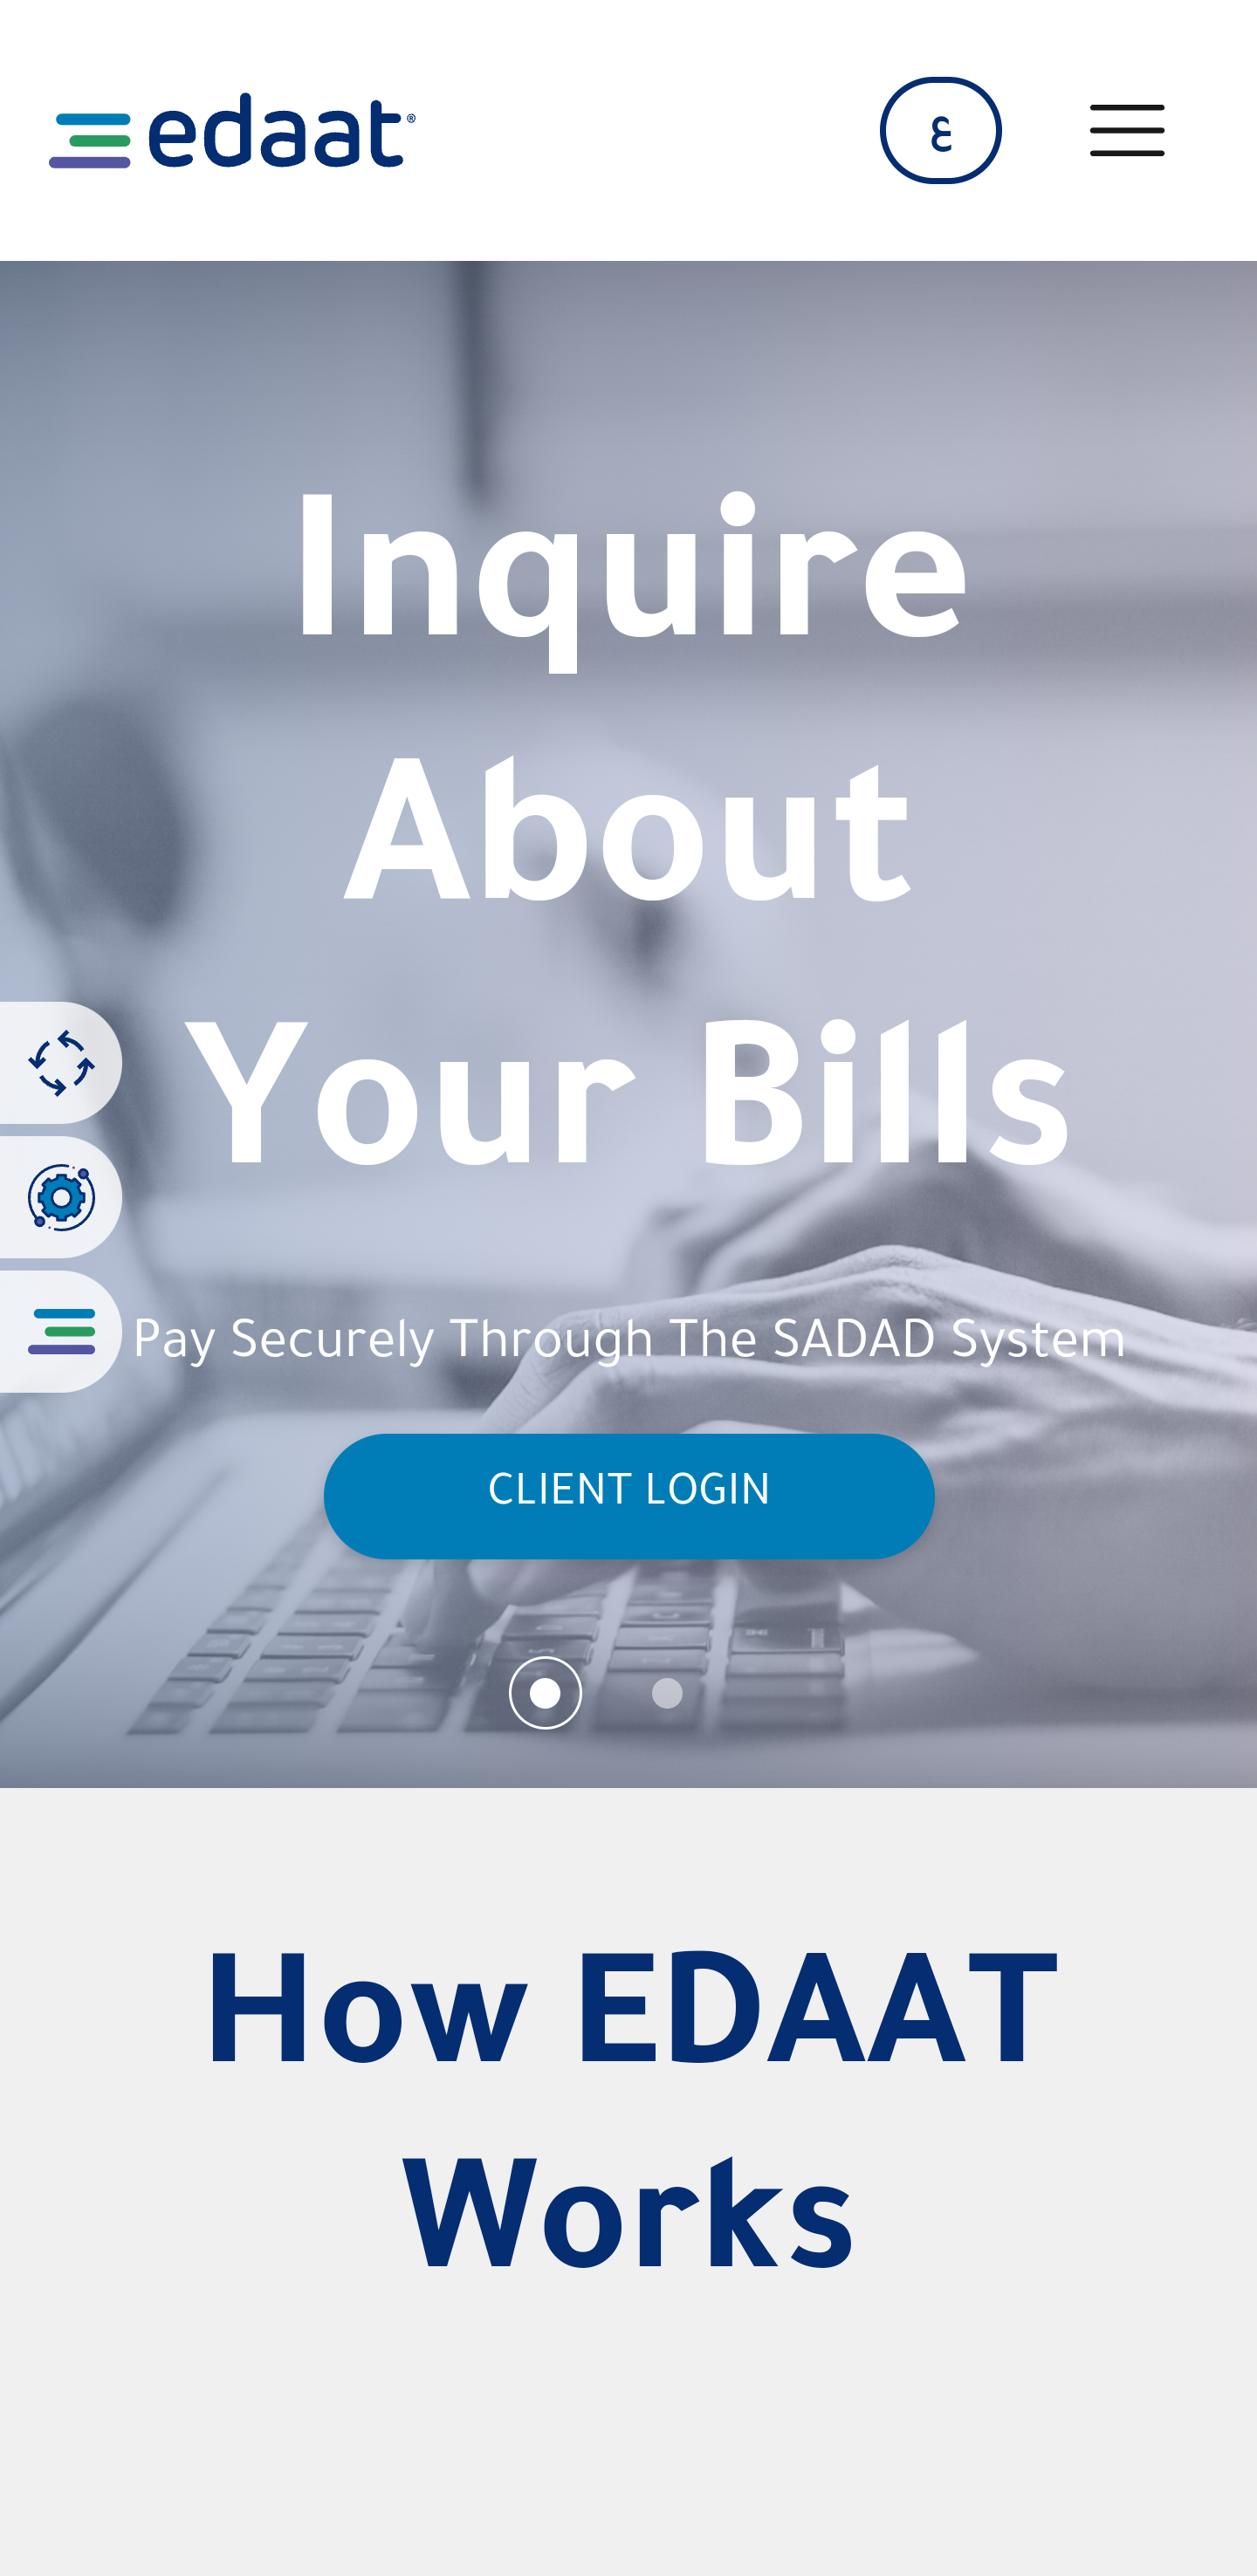 edaat®
ع
Inquire
About
Your Bills
Pay Securely Through The SADAD System
CLIENT LOGIN
How EDAAT
Works